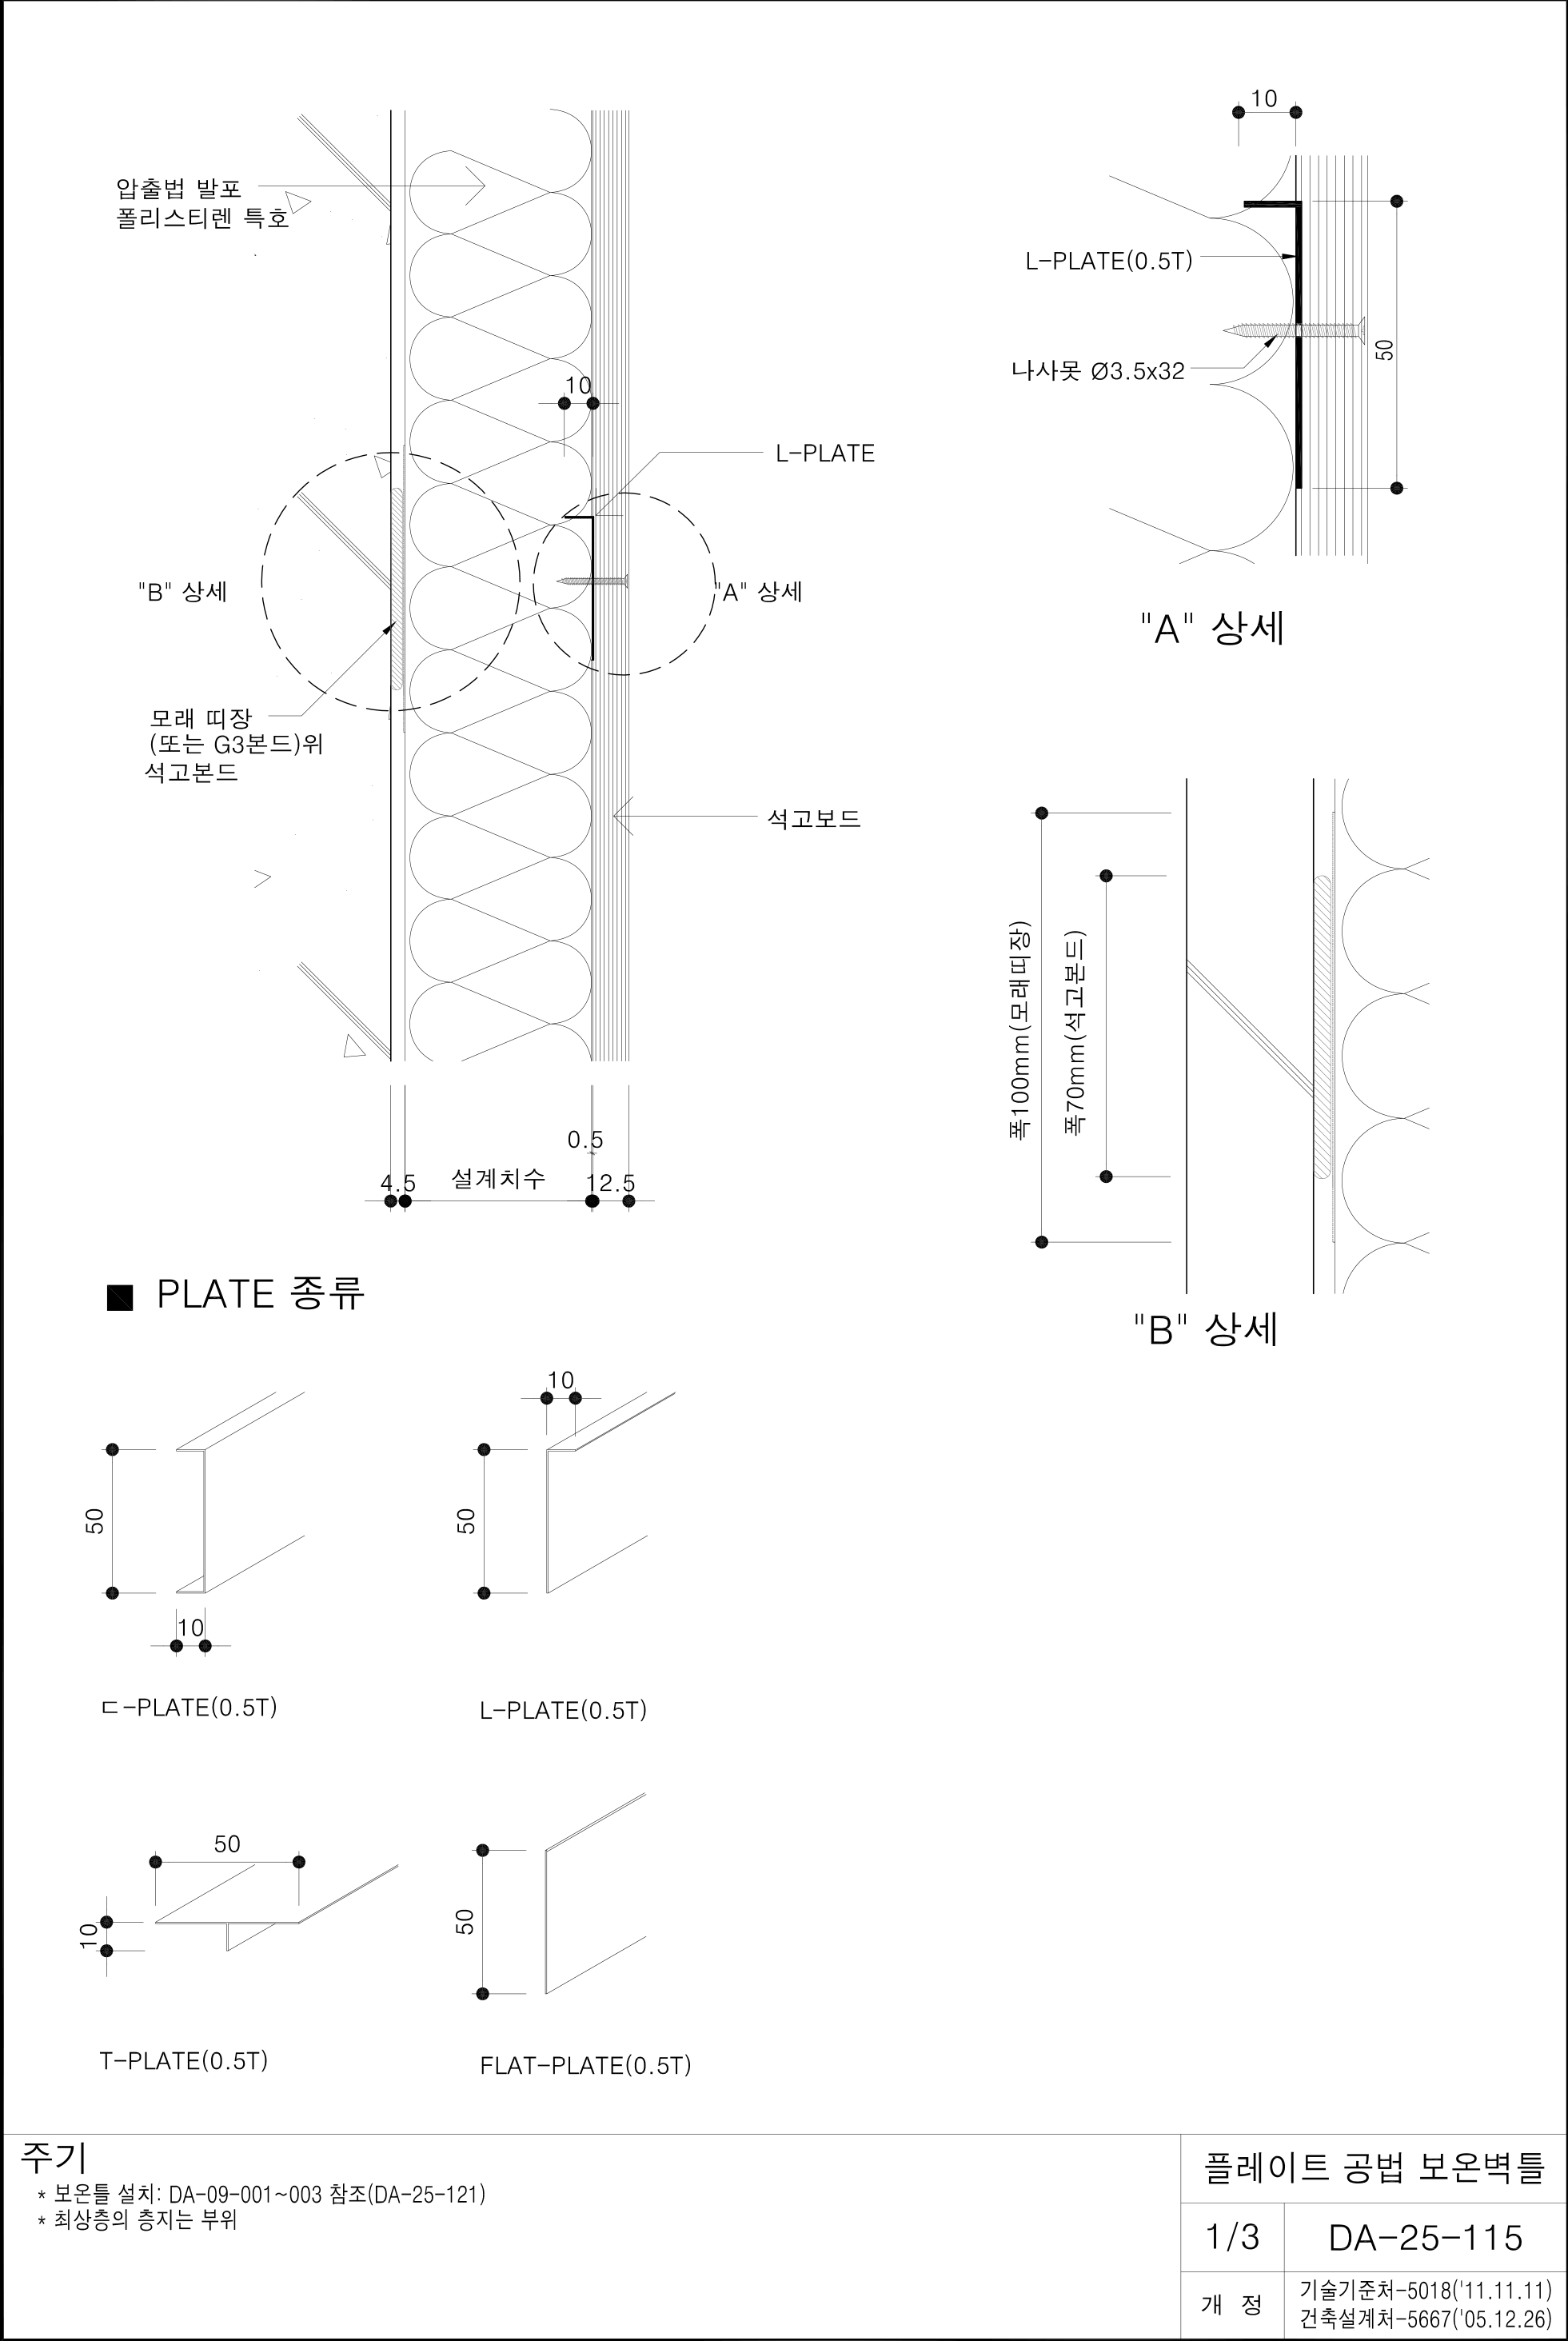 압출법 발포
폴리스티렌 특호
10
L-PLATE
"B" 상세
"A" 상세
모래 띠장
(또는 G3본드)위
석고본드
석고보드
0.5
4.5
설계치수
12.5
10
L-PLATE(0.5T)
50
나사못 Ø3.5x32
"A" 상세
폭100mm(모래띠장)
폭70mm(석고본드)
"B" 상세
■ PLATE 종류
50
10
ㄷ-PLATE(0.5T)
10
50
L-PLATE(0.5T)
50
10
T-PLATE(0.5T)
50
FLAT-PLATE(0.5T)
주기
* 보온틀 설치: DA-09-001~003 참조(DA-25-121)
* 최상층의 층지는 부위
플레이트 공법 보온벽틀
1/3
DA-25-115
개 정
기술기준처-5018('11.11.11)
건축설계처-5667('05.12.26)